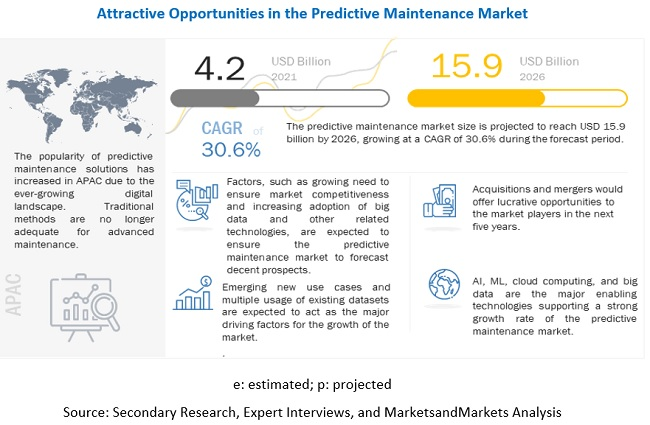 Attractive Opportunities in the Predictive Maintenance Market
4.2
USD Billion
2021
15.9
USD Billion
2026
CAGR of
30.6%
The predictive maintenance market size is projected to reach USD 15.9
billion by 2026, growing at a CAGR of 30.6% during the forecast period.
The popularity of predictive
maintenance solutions has
increased in APAC due to the
ever-growing digital
landscape. Traditional
methods are no longer
adequate for advanced
maintenance.
APAC
Factors, such as growing need to
ensure market competitiveness
and increasing adoption of big
data and other related
technologies, are expected to
ensure the predictive
maintenance market to forecast
decent prospects.
Emerging new use cases and
multiple usage of existing datasets
are expected to act as the major
driving factors for the growth of the
market.
.
Acquisitions and mergers would
offer lucrative opportunities to
the market players in the next
five years.
AI, ML, cloud computing, and big
data are the major enabling
technologies supporting a strong
growth rate of the predictive
maintenance market.
e: estimated; p: projected
Source: Secondary Research, Expert Interviews, and MarketsandMarkets Analysis